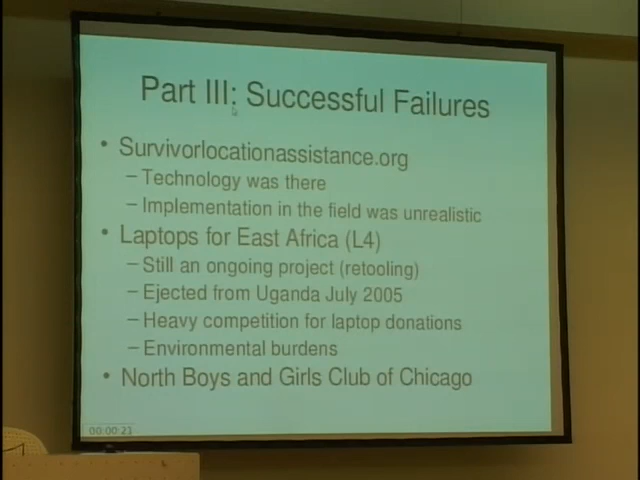 Part III: Successful Failures
• Survivorlocationassistance.org
– Technology was there
– Implementation in the field was unrealistic
• Laptops for East Africa (L4)
– Still an ongoing project (retooling)
– Ejected from Uganda July 2005
– Heavy competition for laptop donations
– Environmental burdens
• North Boys and Girls Club of Chicago
00:00:21